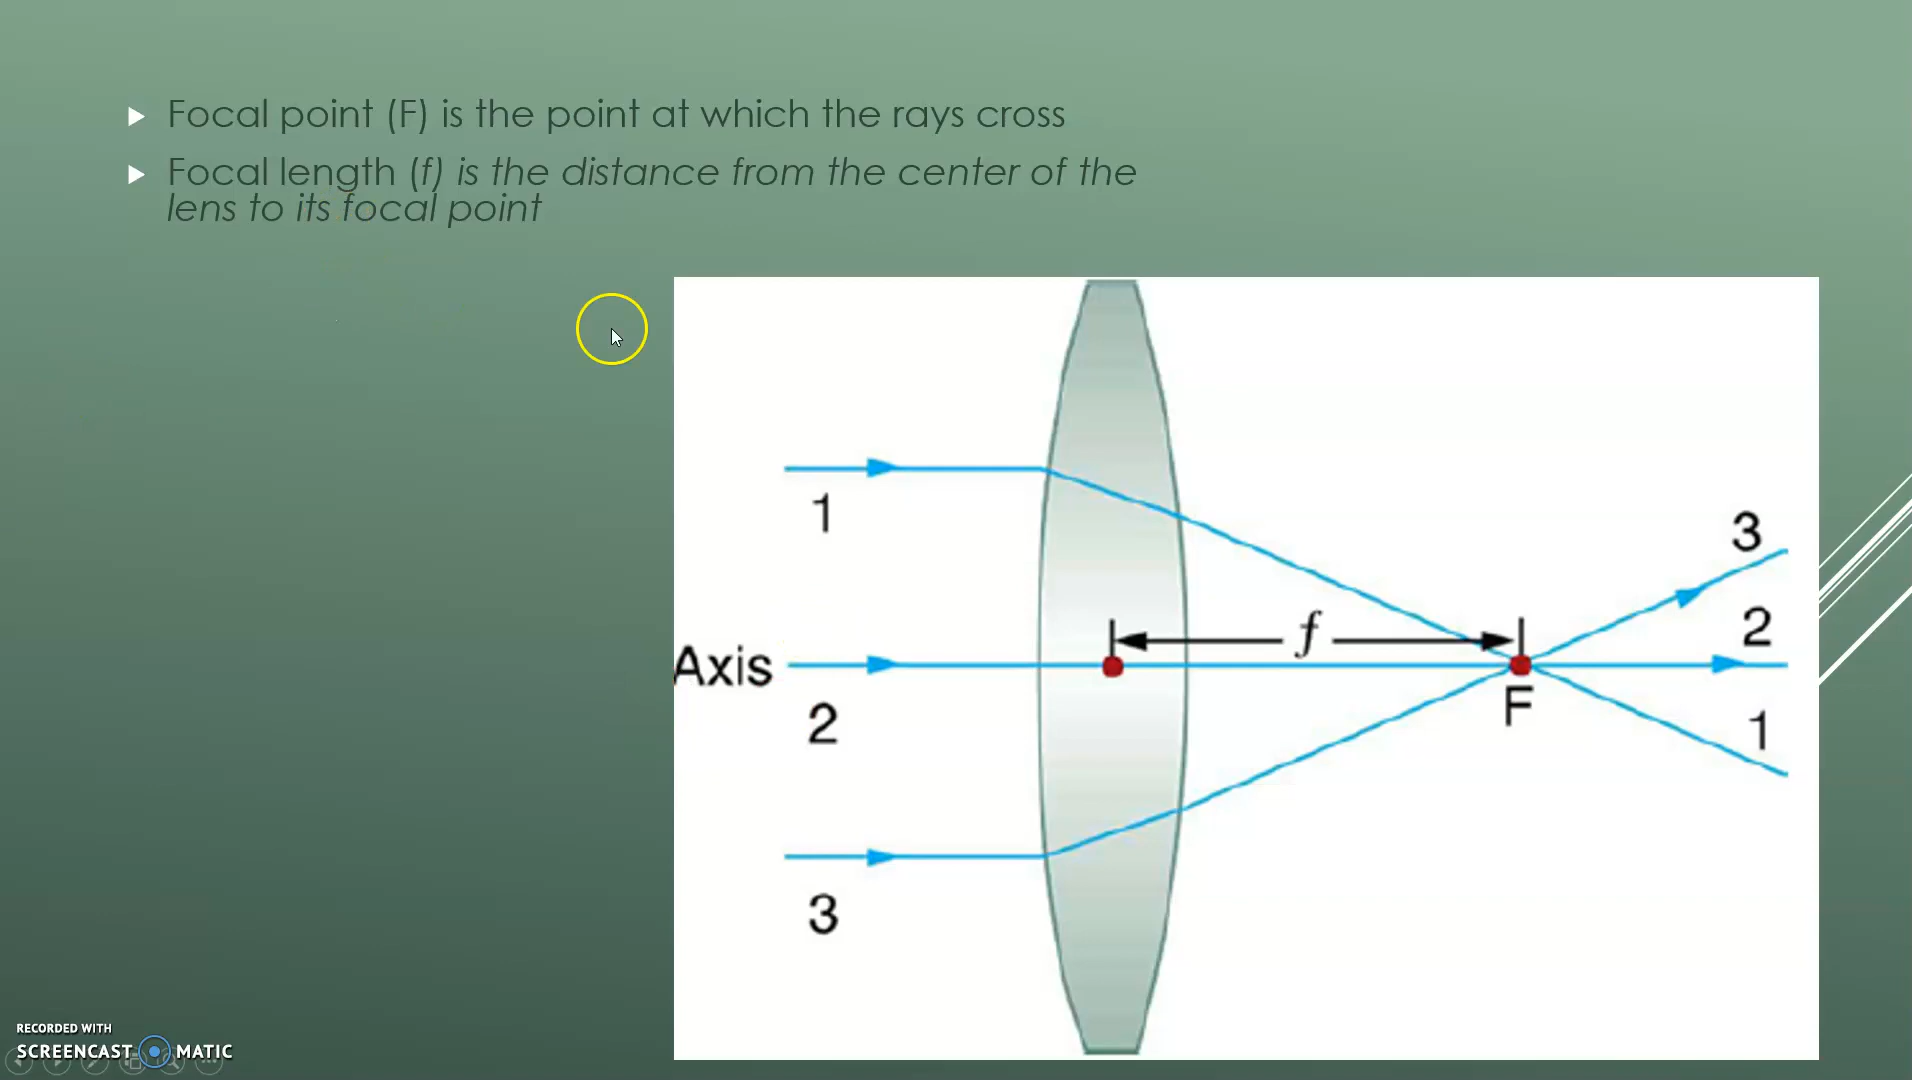 Focal point (F) is the point at which the rays cross
Focal length (f) is the distance from the center of the
lens to its focal point
1
3
f
2
Axis
F
2
1
3
RECORDED WITH
SCREENCAST MATIC